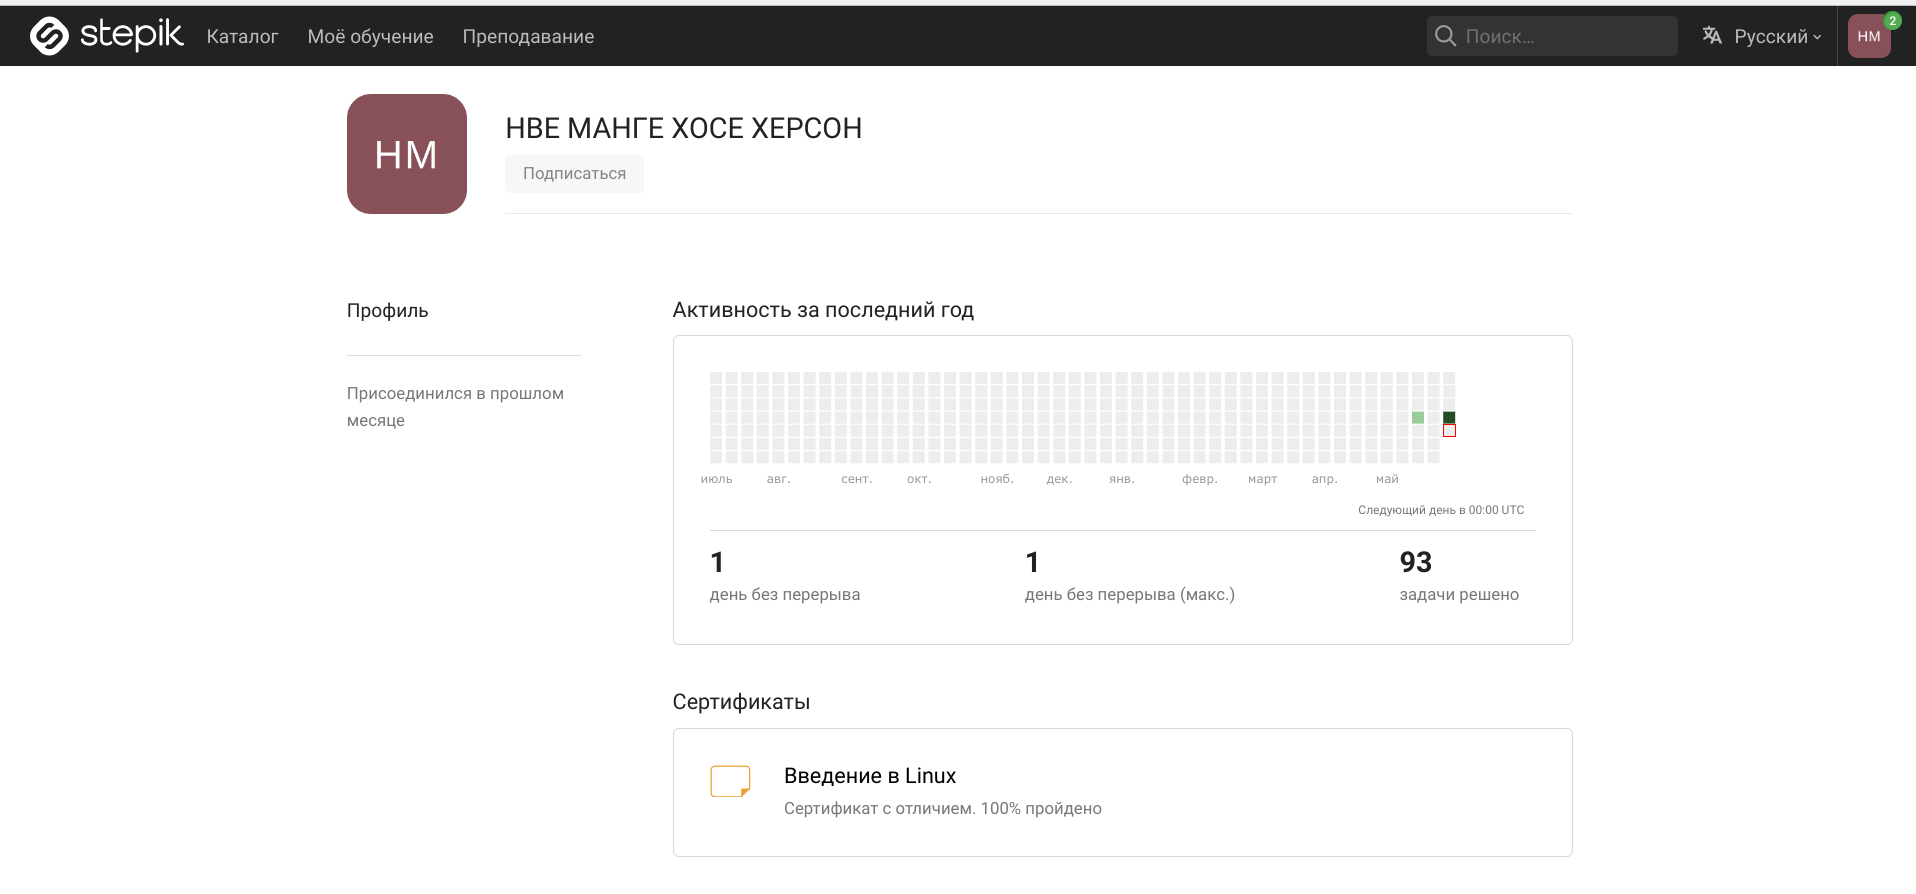 stepik Каталог Моё обучение Преподавание Поиск... Русский НМ 2
НМ
НВЕ МАНГЕ ХОСЕ ХЕРСОН
Подписаться
Профиль
Присоединился в прошлом
месяце
Активность за последний год
июль авг. сент. окт. нояб. дек. янв. февр. март апр. май
Следующий день в 00:00 UTC
1 1 93
день без перерыва день без перерыва (макс.) задачи решено
Сертификаты
Введение в Linux
Сертификат с отличием. 100% пройдено